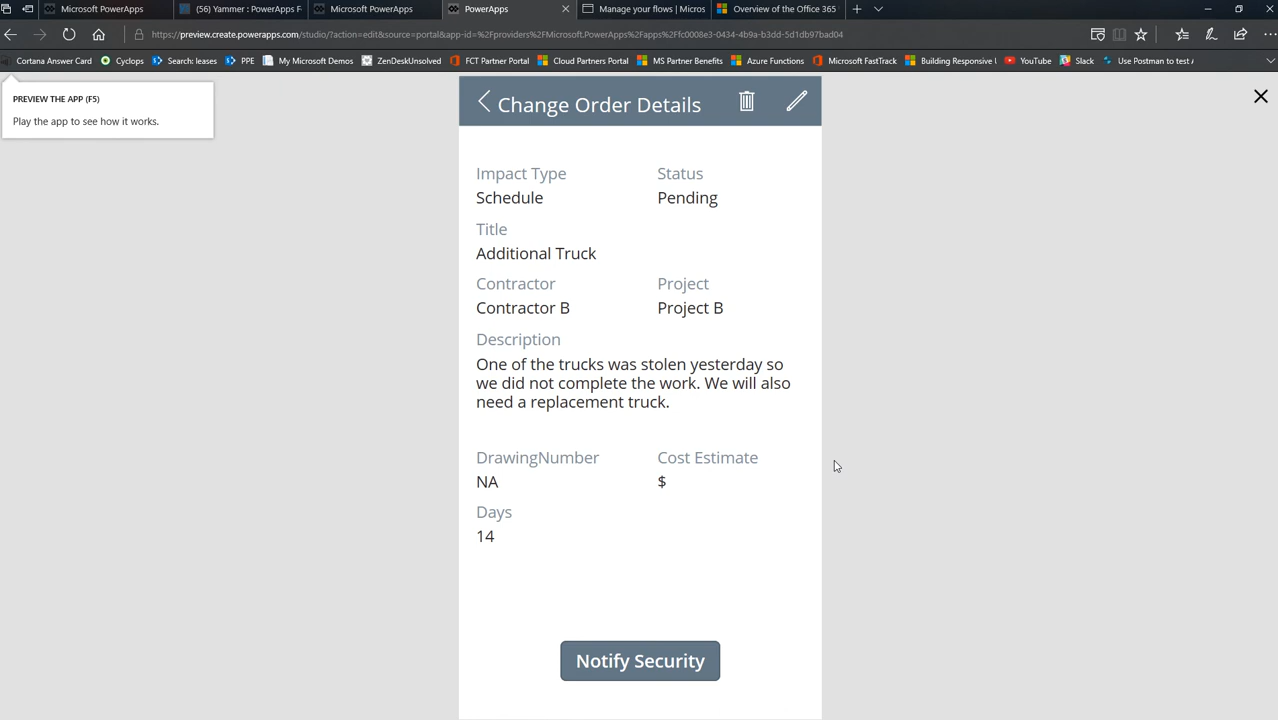 Microsoft PowerApps
(56) Yammer : PowerApps F
Microsoft PowerApps
PowerApps
Manage your flows | Micros
Overview of the Office 365
https://preview.create.powerapps.com/studio/?action=edit&source=portal&app-id=%2Fproviders%2FMicrosoft.PowerApps%2Fapps%2Ffc0008e3-0434-4b9a-b3dd-5d1db97bad04
Cortana Answer Card
Cyclops
Search: leases
PPE
My Microsoft Demos
ZenDeskUnsolved
FCT Partner Portal
Cloud Partners Portal
MS Partner Benefits
Azure Functions
Microsoft FastTrack
Building Responsive U
YouTube
Slack
Use Postman to test A
PREVIEW THE APP (F5)
Play the app to see how it works.
Change Order Details
Impact Type Status
Schedule Pending
Title
Additional Truck
Contractor Project
Contractor B Project B
Description
One of the trucks was stolen yesterday so
we did not complete the work. We will also
need a replacement truck.
DrawingNumber Cost Estimate
NA $
Days
14
Notify Security